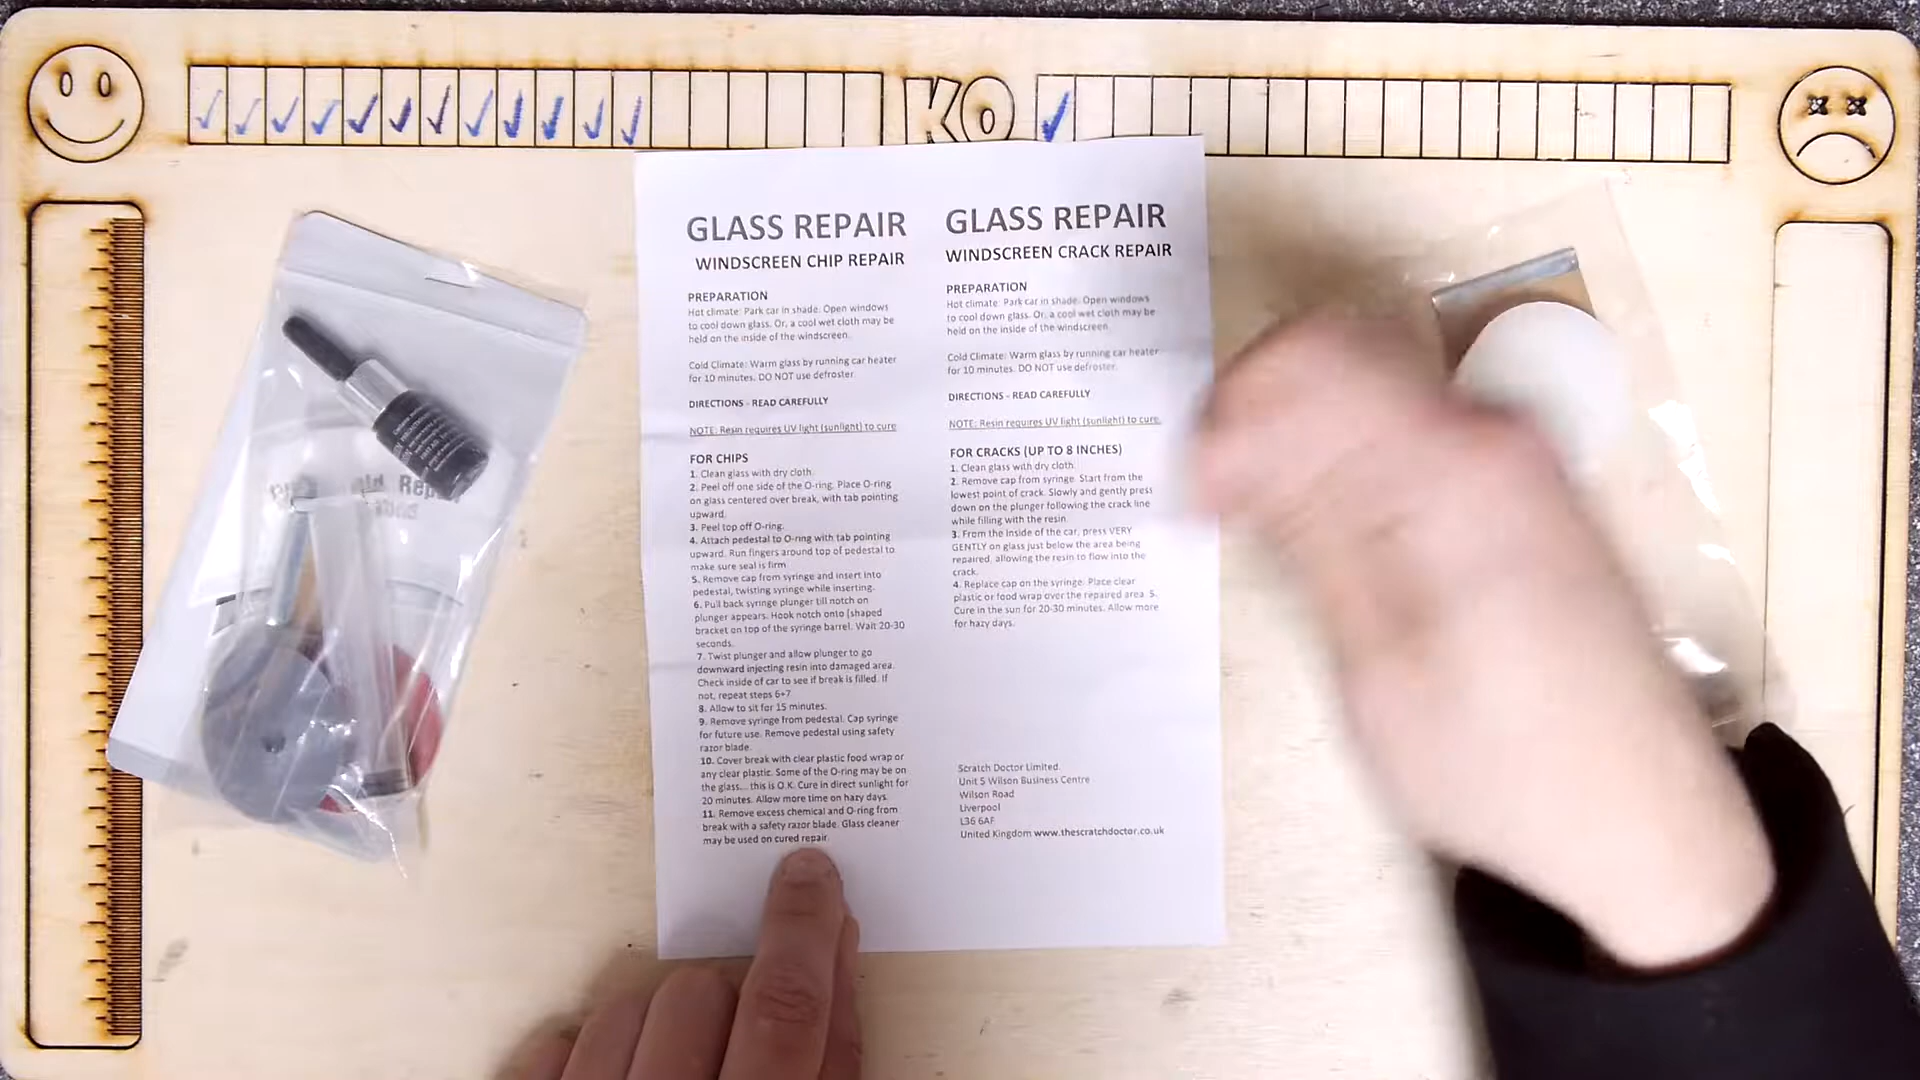 KO
GLASS REPAIR
WINDSCREEN CHIP REPAIR
PREPARATION
Hot climate: Park car in shade. Open windows
to cool down glass. Or, a cool wet cloth may be
held on the inside of the windscreen.
Cold Climate: Warm glass by running car heater
for 10 minutes. DO NOT use defroster.
DIRECTIONS - READ CAREFULLY
NOTE: Resin requires UV light (sunlight) to cure
FOR CHIPS
1. Clean glass with dry cloth.
2. Peel off one side of the O-ring. Place O-ring
on glass centered over break, with tab pointing
upward.
3. Peel top off O-ring.
4. Attach pedestal to O-ring with tab pointing
upward. Run fingers around top of pedestal to
make sure seal is firm
5. Remove cap from syringe and insert into
pedestal, twisting syringe while inserting.
6. Pull back syringe plunger till notch on
plunger appears. Hook notch onto [shaped
bracket on top of the syringe barrel. Wait 20-30
seconds.
7. Twist plunger and allow plunger to go
downward injecting resin into damaged area.
Check inside of car to see if break is filled. If
not, repeat steps 6+7
8. Allow to sit for 15 minutes.
9. Remove syringe from pedestal. Cap syringe
for future use. Remove pedestal using safety
razor blade.
10. Cover break with clear plastic food wrap or
any clear plastic. Some of the O-ring may be on
the glass... this is O.K. Cure in direct sunlight for
20 minutes. Allow more time on hazy days.
11. Remove excess chemical and O-ring from
break with a safety razor blade. Glass cleaner
may be used on cured repair.
GLASS REPAIR
WINDSCREEN CRACK REPAIR
PREPARATION
Hot climate: Park car in shade. Open windows
to cool down glass. Or, a cool wet cloth may be
held on the inside of the windscreen.
Cold Climate: Warm glass by running car heater
for 10 minutes. DO NOT use defroster.
DIRECTIONS - READ CAREFULLY
NOTE: Resin requires UV light (sunlight) to cure.
FOR CRACKS (UP TO 8 INCHES)
1. Clean glass with dry cloth.
2. Remove cap from syringe. Start from the
lowest point of crack. Slowly and gently press
down on the plunger following the crack line
while filling with the resin.
3. From the inside of the car, press VERY
GENTLY on glass just below the area being
repaired, allowing the resin to flow into the
crack.
4. Replace cap on the syringe. Place clear
plastic or food wrap over the repaired area. 5.
Cure in the sun for 20-30 minutes. Allow more
for hazy days.
Scratch Doctor Limited.
Unit 5 Wilson Business Centre
Wilson Road
Liverpool
L36 6AF
United Kingdom www.thescratchdoctor.co.uk